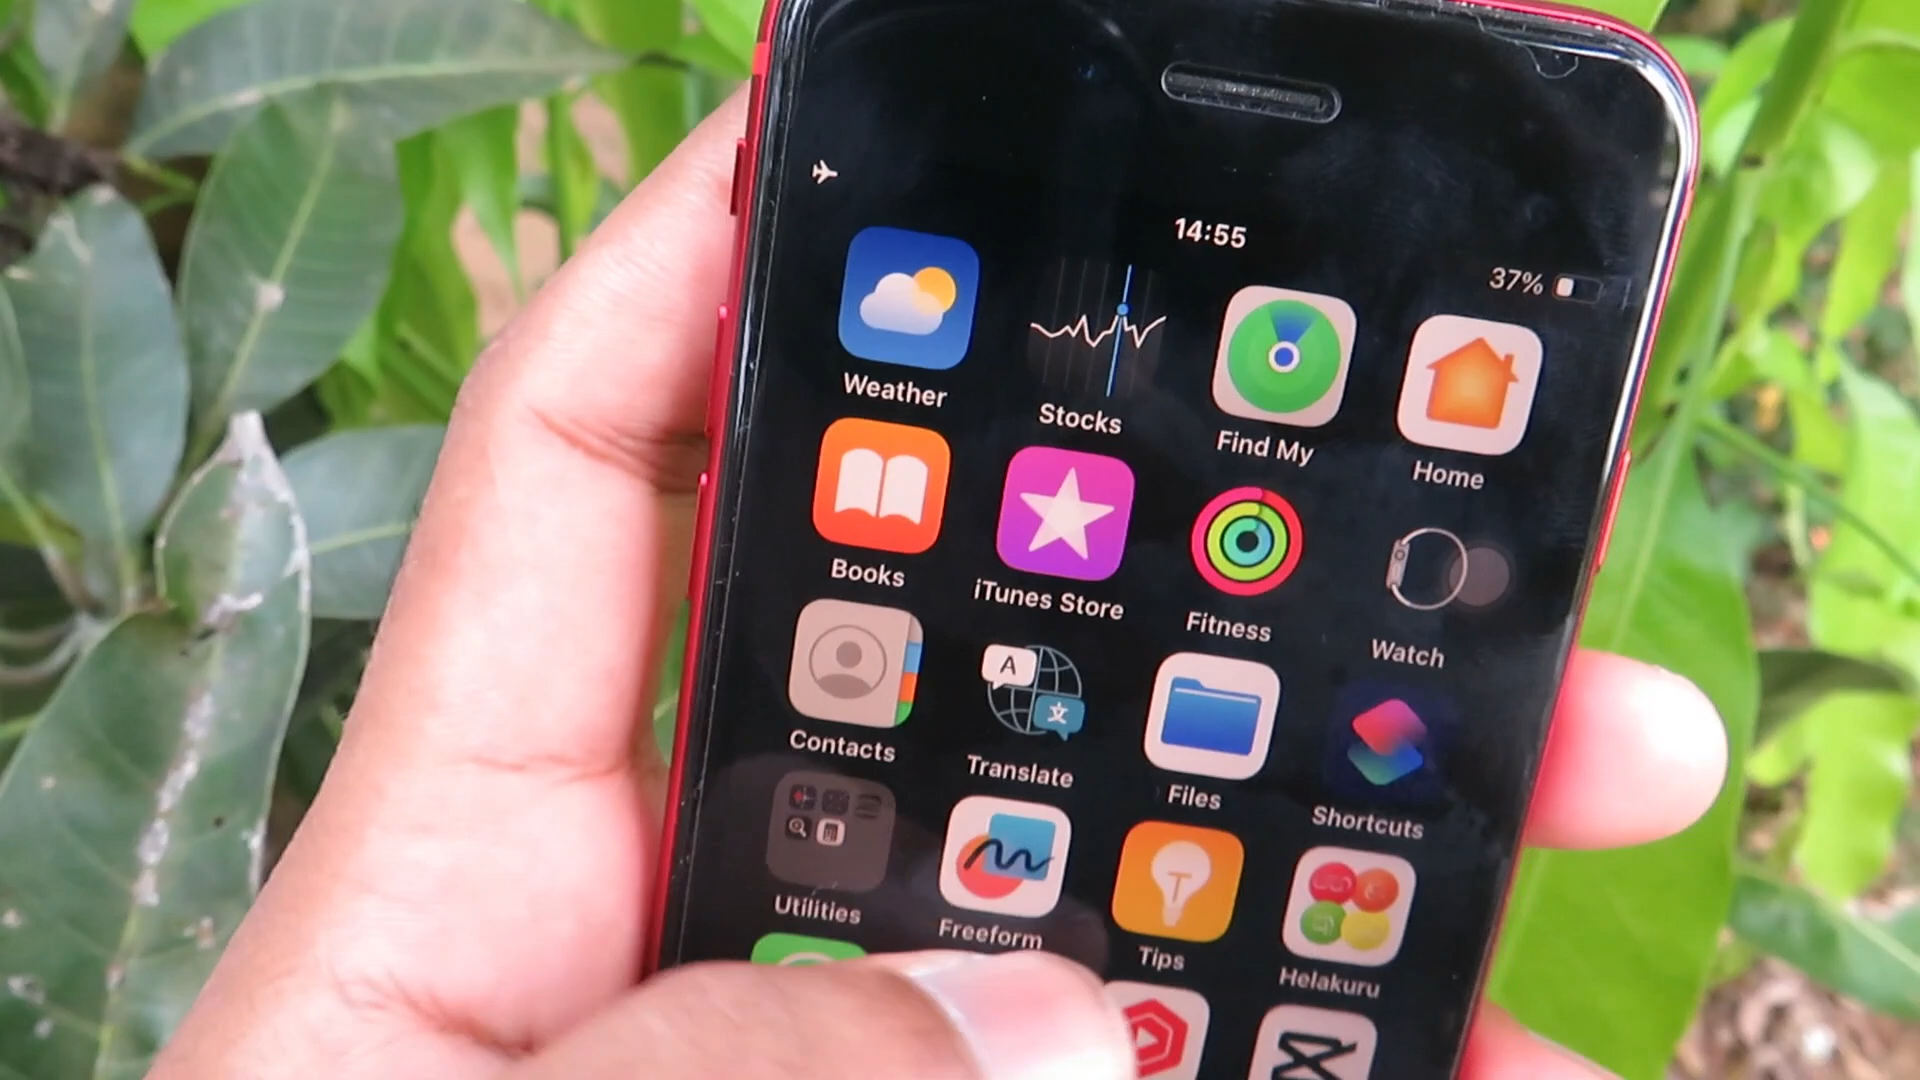 14:55
37%
Weather
Stocks
Find My
Home
Books
iTunes Store
Fitness
Watch
A
文
Contacts
Translate
Files
Shortcuts
Utilities
Freeform
T
Tips
Helakuru